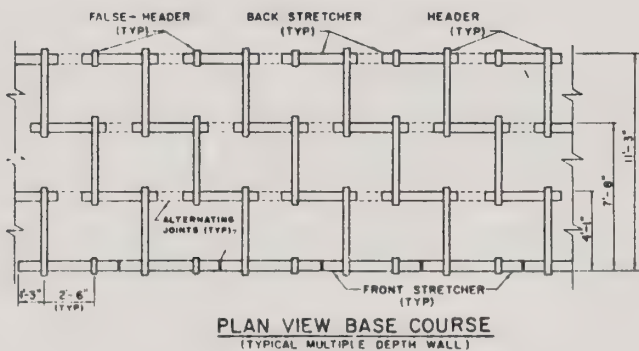 FALSE-HEADER
(TYP)
BACK STRETCHER
(TYP)
HEADER
(TYP)
ALTERNATING
JOINTS (TYP)
4'-1"
7'-8"
11'-3"
1'-3"
2'-6"
(TYP)
FRONT STRETCHER
(TYP)
PLAN VIEW BASE COURSE
(TYPICAL MULTIPLE DEPTH WALL)